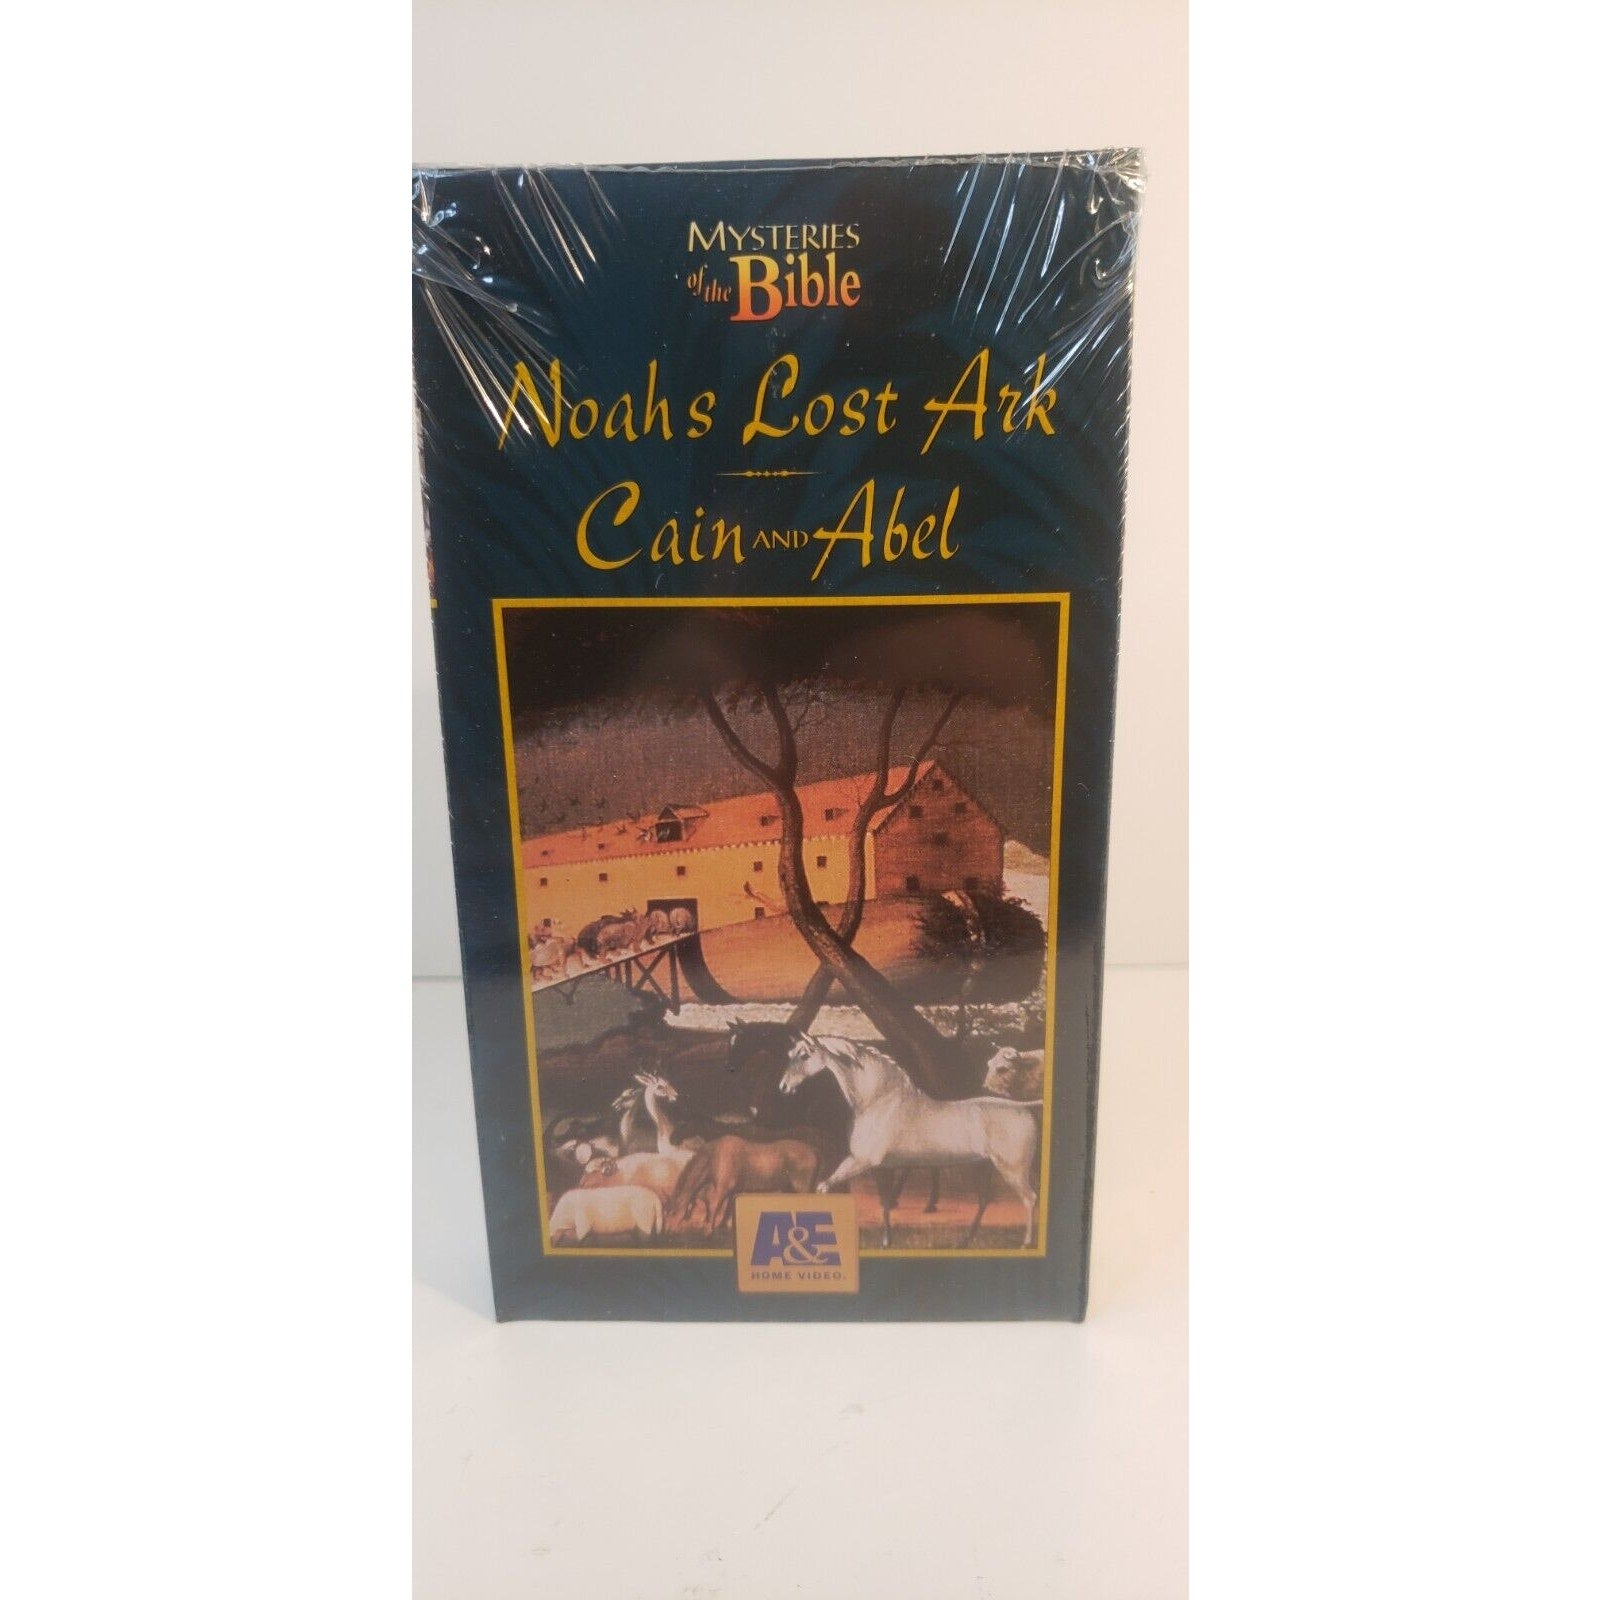 MYSTERIES
of the Bible
Noahs Lost Ark
Cain AND Abel
A&E
HOME VIDEO.